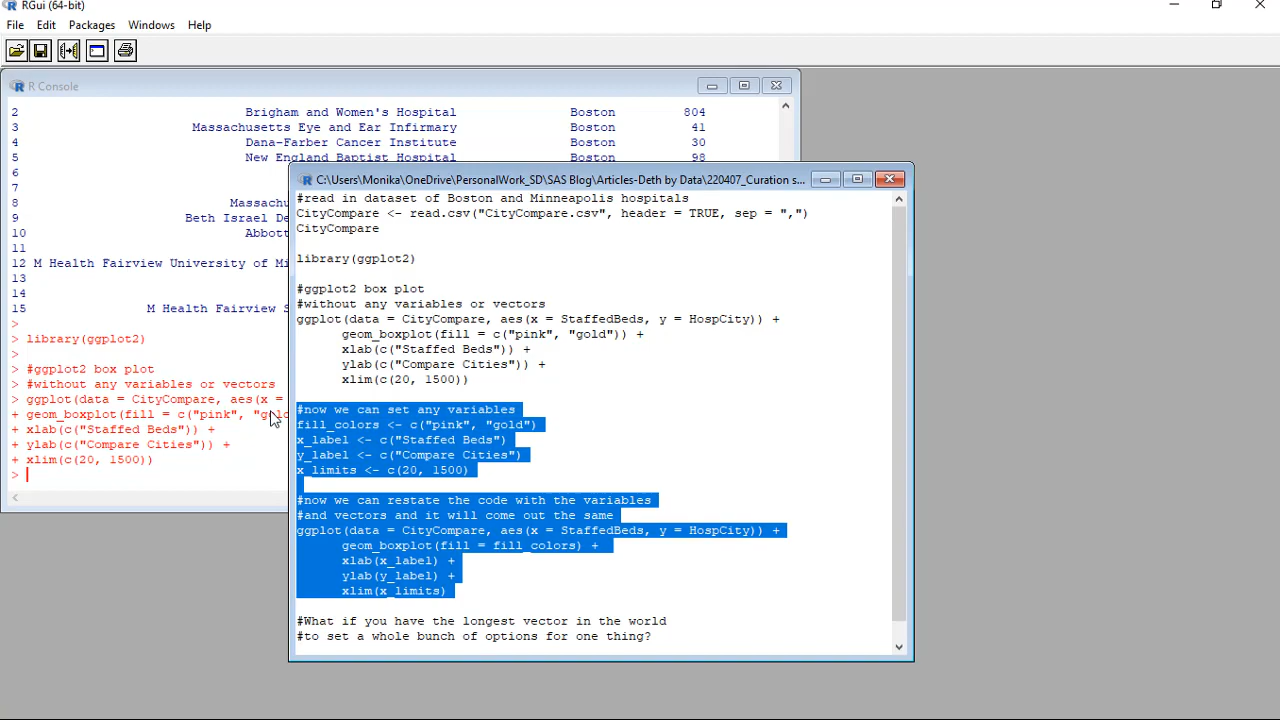 RGui (64-bit)
File Edit Packages Windows Help
R Console
2 Brigham and Women's Hospital Boston 804
3 Massachusetts Eye and Ear Infirmary Boston 41
4 Dana-Farber Cancer Institute Boston 30
5 New England Baptist Hospital Boston 98
6
7
8 Massachu
9 Beth Israel De
10 Abbott
11
12 M Health Fairview University of Mi
13
14
15 M Health Fairview S
>
> library(ggplot2)
>
> #ggplot2 box plot
> #without any variables or vectors
> ggplot(data = CityCompare, aes(x =
+ geom_boxplot(fill = c("pink", "gold
+ xlab(c("Staffed Beds")) +
+ ylab(c("Compare Cities")) +
+ xlim(c(20, 1500))
>
C:\Users\Monika\OneDrive\PersonalWork_SD\SAS Blog\Articles-Deth by Data\220407_Curation s...
#read in dataset of Boston and Minneapolis hospitals
CityCompare <- read.csv("CityCompare.csv", header = TRUE, sep = ",")
CityCompare
library(ggplot2)
#ggplot2 box plot
#without any variables or vectors
ggplot(data = CityCompare, aes(x = StaffedBeds, y = HospCity)) +
geom_boxplot(fill = c("pink", "gold")) +
xlab(c("Staffed Beds")) +
ylab(c("Compare Cities")) +
xlim(c(20, 1500))
#now we can set any variables
fill_colors <- c("pink", "gold")
x_label <- c("Staffed Beds")
y_label <- c("Compare Cities")
x_limits <- c(20, 1500)
#now we can restate the code with the variables
#and vectors and it will come out the same
ggplot(data = CityCompare, aes(x = StaffedBeds, y = HospCity)) +
geom_boxplot(fill = fill_colors) +
xlab(x_label) +
ylab(y_label) +
xlim(x_limits)
#What if you have the longest vector in the world
#to set a whole bunch of options for one thing?